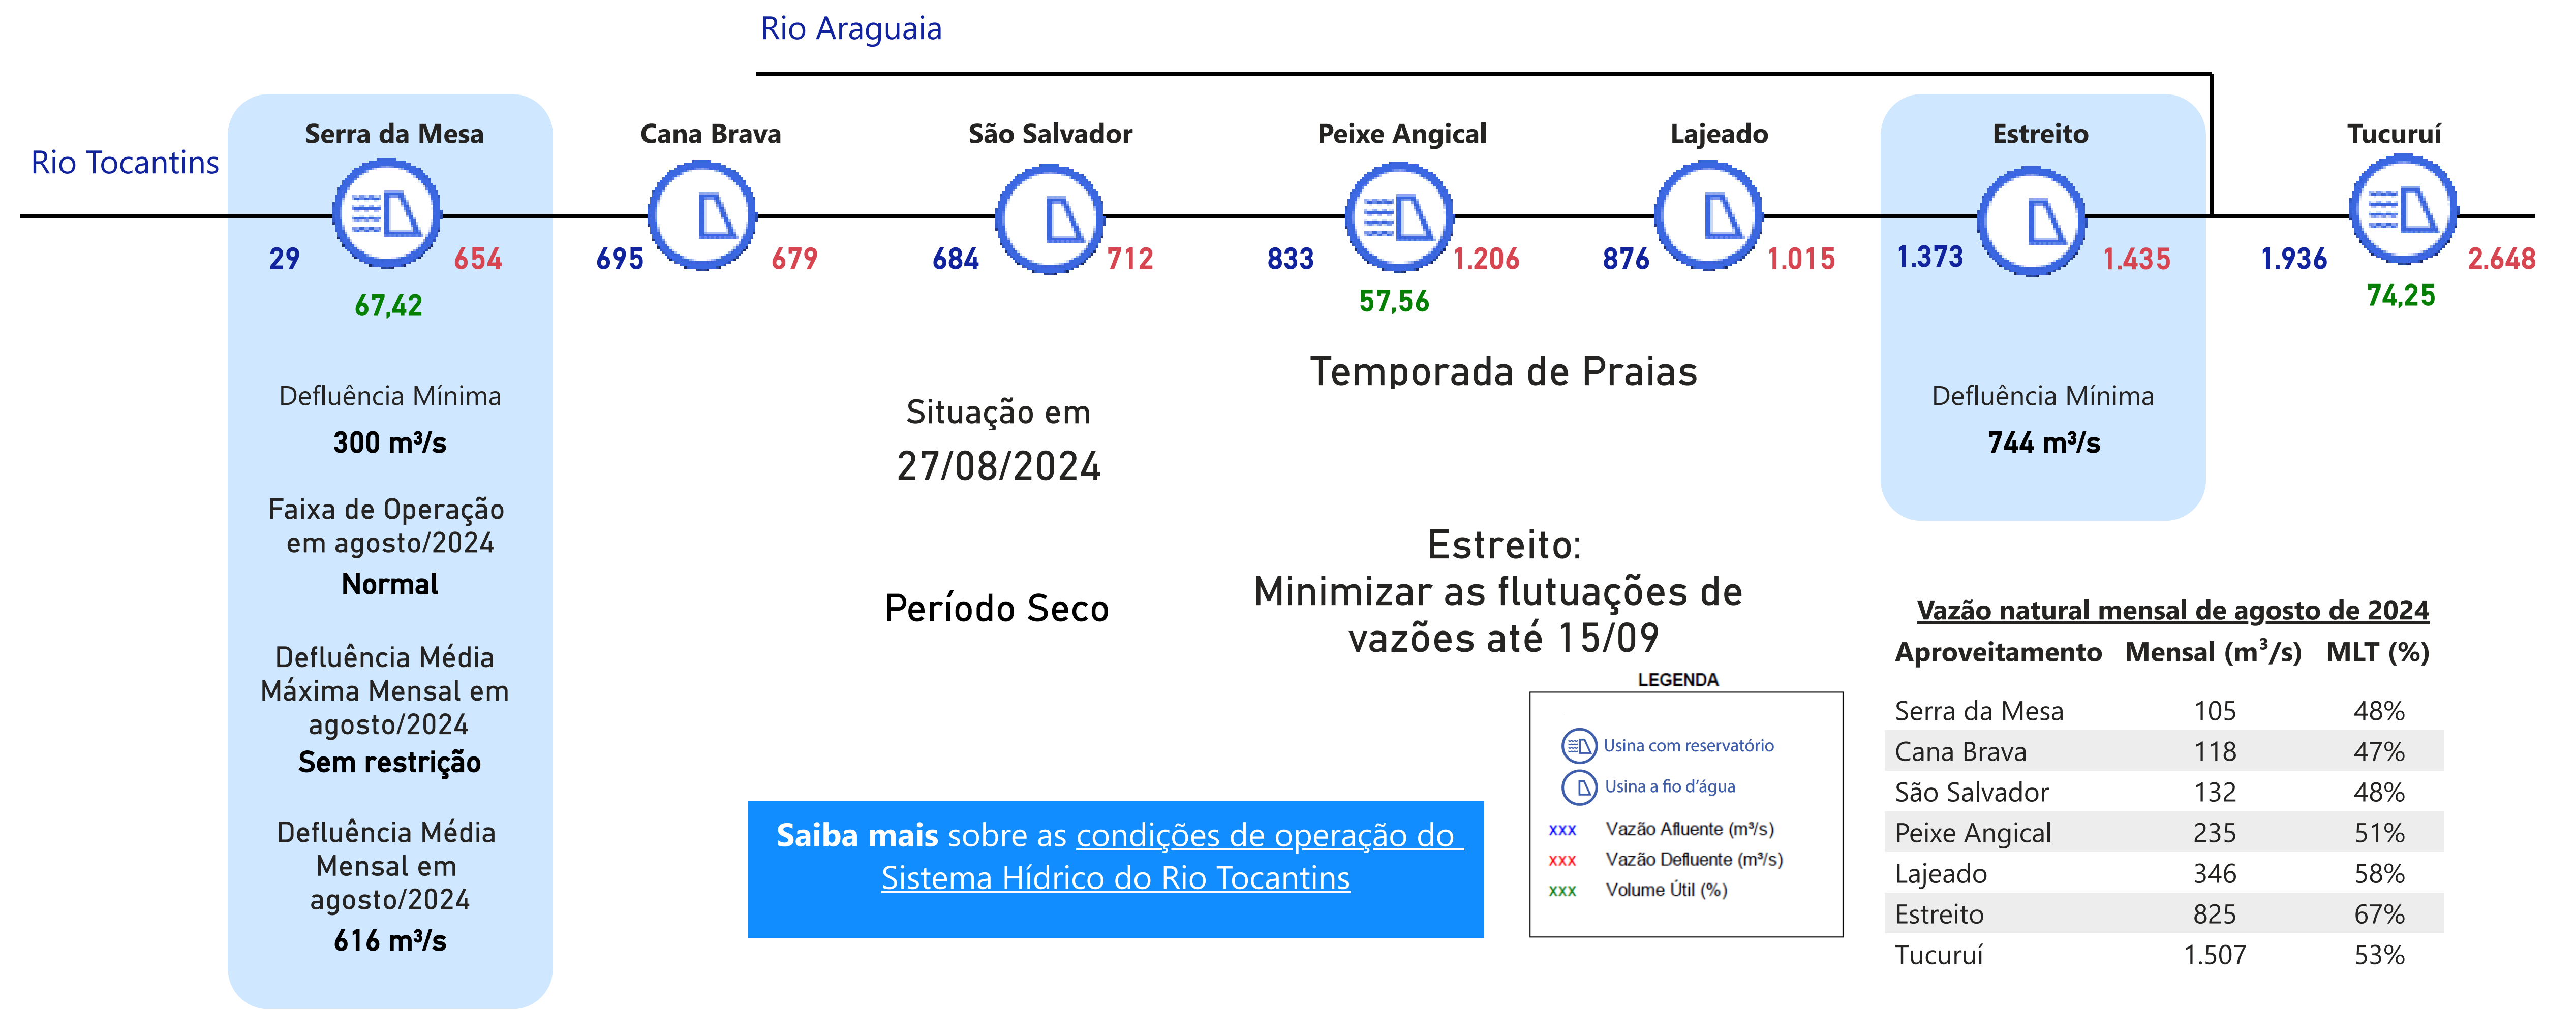 Rio Araguaia
Rio Tocantins
Serra da Mesa
Cana Brava
São Salvador
Peixe Angical
Lajeado
Estreito
Tucuruí
29
654
695
679
684
712
833
1.206
876
1.015
1.373
1.435
1.936
2.648
67,42
57,56
74,25
Defluência Mínima
300 m³/s
Faixa de Operação
em agosto/2024
Normal
Defluência Média
Máxima Mensal em
agosto/2024
Sem restrição
Defluência Média
Mensal em
agosto/2024
616 m³/s
Situação em
27/08/2024
Período Seco
Temporada de Praias
Estreito:
Minimizar as flutuações de
vazões até 15/09
Defluência Mínima
744 m³/s
Saiba mais sobre as condições de operação do
Sistema Hídrico do Rio Tocantins
LEGENDA
Usina com reservatório
Usina a fio d’água
xxx Vazão Afluente (m³/s)
xxx Vazão Defluente (m³/s)
xxx Volume Útil (%)
Vazão natural mensal de agosto de 2024
Aproveitamento Mensal (m³/s) MLT (%)
Serra da Mesa 105 48%
Cana Brava 118 47%
São Salvador 132 48%
Peixe Angical 235 51%
Lajeado 346 58%
Estreito 825 67%
Tucuruí 1.507 53%